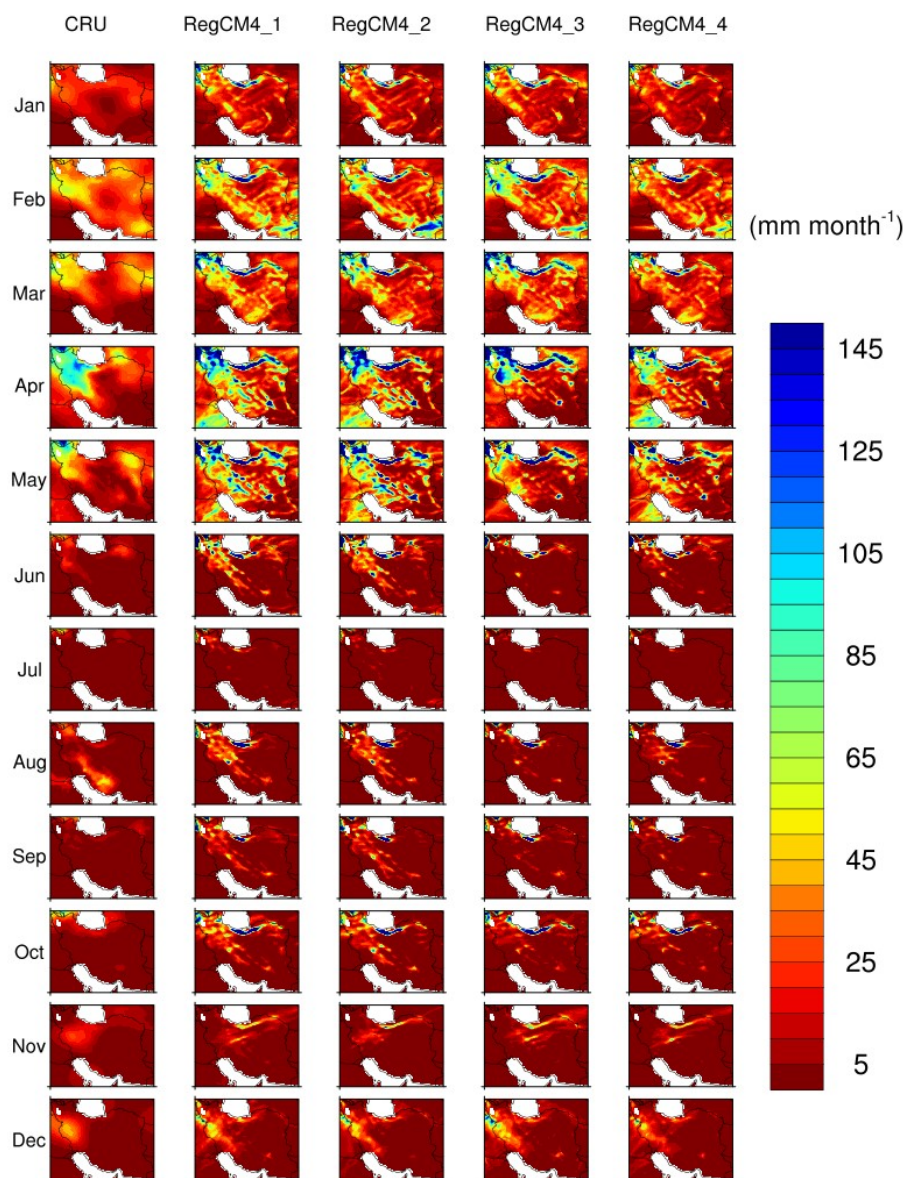 CRU RegCM4_1 RegCM4_2 RegCM4_3 RegCM4_4
Jan
Feb
Mar
Apr
May
Jun
Jul
Aug
Sep
Oct
Nov
Dec
(mm month⁻¹)
145
125
105
85
65
45
25
5